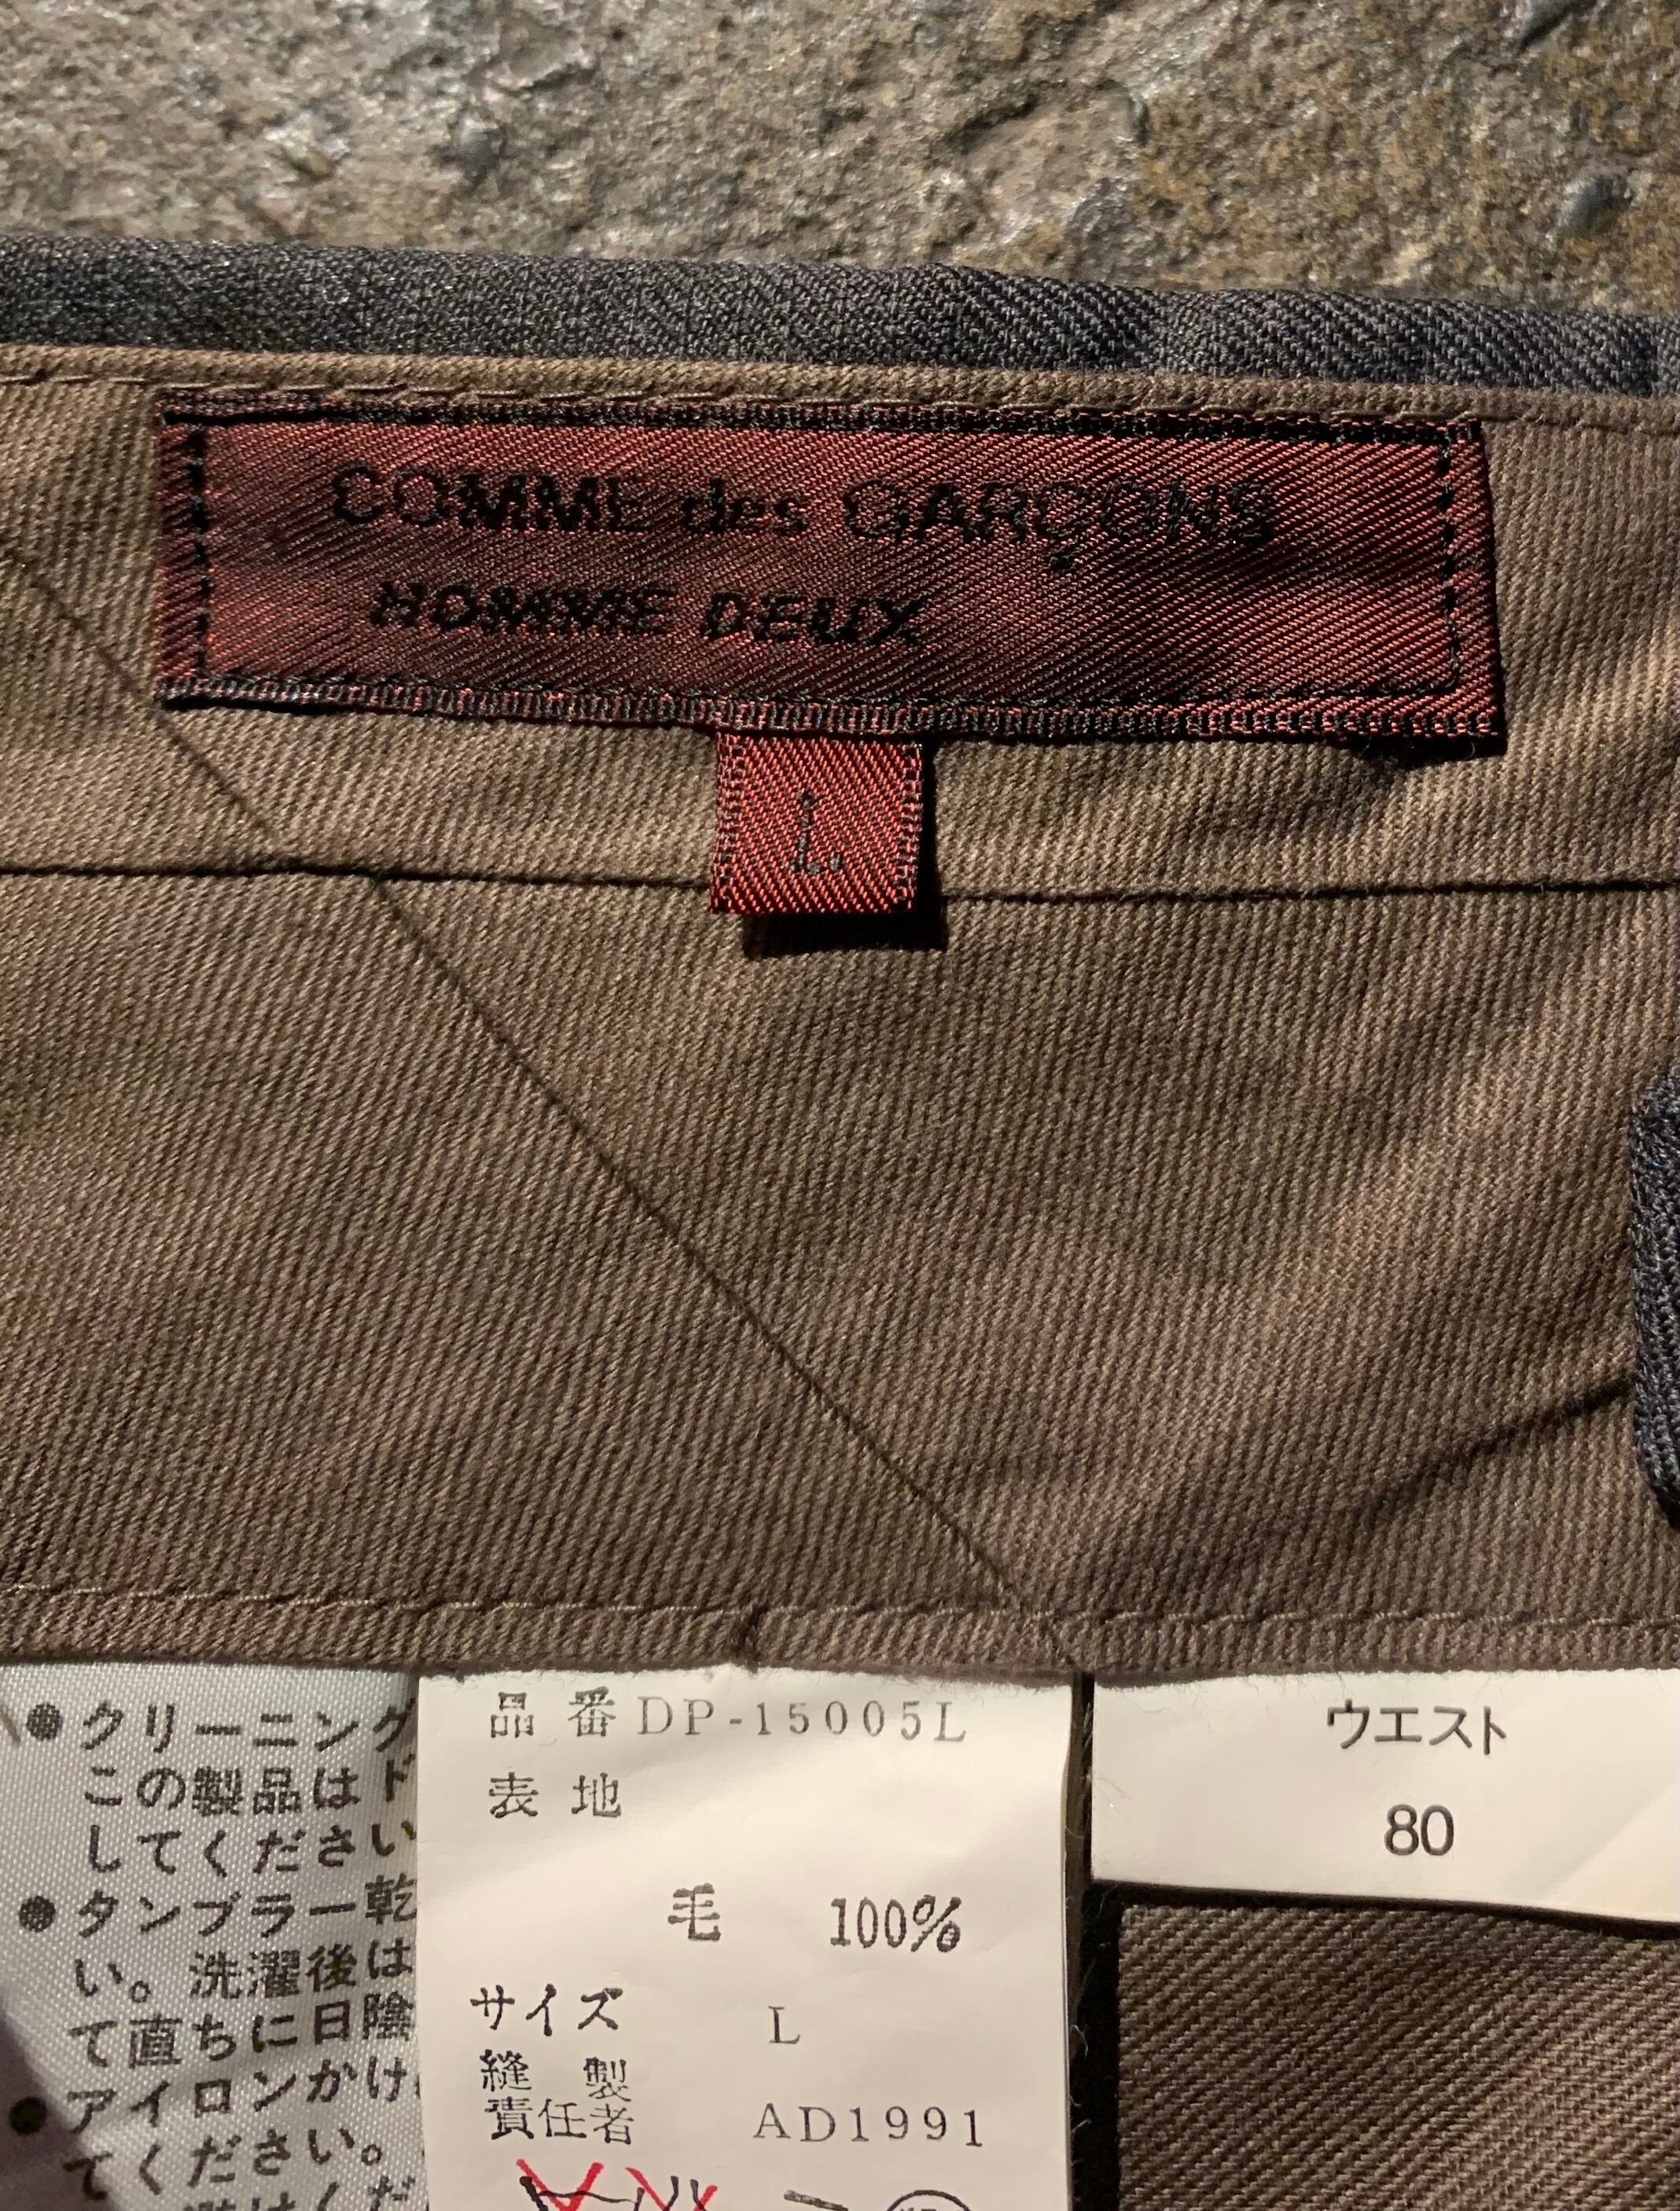 COMME des GARÇONS
HOMME DEUX
L
●クリーニング
この製品はド
してください
●タンブラー乾
い。洗濯後は
て直ちに日陰
●アイロンかけ
てください。
品 番 DP-15005L
表 地
毛 100%
サイズ L
縫 製
責任者 AD1991
ウエスト
80